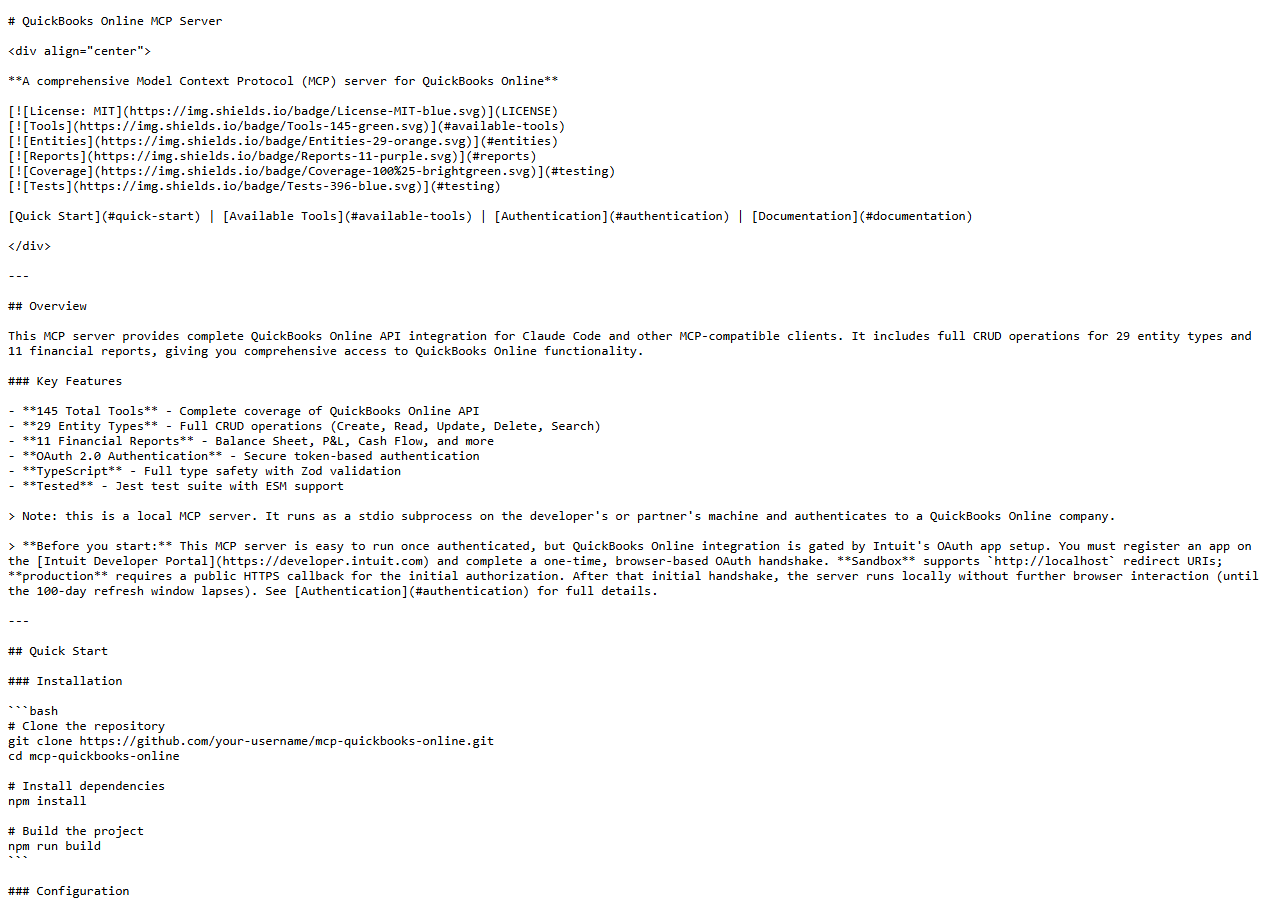 # QuickBooks Online MCP Server
<div align="center">
**A comprehensive Model Context Protocol (MCP) server for QuickBooks Online**
[![License: MIT](https://img.shields.io/badge/License-MIT-blue.svg)](LICENSE)
[![Tools](https://img.shields.io/badge/Tools-145-green.svg)](#available-tools)
[![Entities](https://img.shields.io/badge/Entities-29-orange.svg)](#entities)
[![Reports](https://img.shields.io/badge/Reports-11-purple.svg)](#reports)
[![Coverage](https://img.shields.io/badge/Coverage-100%25-brightgreen.svg)](#testing)
[![Tests](https://img.shields.io/badge/Tests-396-blue.svg)](#testing)
[Quick Start](#quick-start) | [Available Tools](#available-tools) | [Authentication](#authentication) | [Documentation](#documentation)
</div>
---
## Overview
This MCP server provides complete QuickBooks Online API integration for Claude Code and other MCP-compatible clients. It includes full CRUD operations for 29 entity types and
11 financial reports, giving you comprehensive access to QuickBooks Online functionality.
### Key Features
- **145 Total Tools** - Complete coverage of QuickBooks Online API
- **29 Entity Types** - Full CRUD operations (Create, Read, Update, Delete, Search)
- **11 Financial Reports** - Balance Sheet, P&L, Cash Flow, and more
- **OAuth 2.0 Authentication** - Secure token-based authentication
- **TypeScript** - Full type safety with Zod validation
- **Tested** - Jest test suite with ESM support
> Note: this is a local MCP server. It runs as a stdio subprocess on the developer's or partner's machine and authenticates to a QuickBooks Online company.
> **Before you start:** This MCP server is easy to run once authenticated, but QuickBooks Online integration is gated by Intuit's OAuth app setup. You must register an app on
the [Intuit Developer Portal](https://developer.intuit.com) and complete a one-time, browser-based OAuth handshake. **Sandbox** supports `http://localhost` redirect URIs;
**production** requires a public HTTPS callback for the initial authorization. After that initial handshake, the server runs locally without further browser interaction (until
the 100-day refresh window lapses). See [Authentication](#authentication) for full details.
---
## Quick Start
### Installation
```bash
# Clone the repository
git clone https://github.com/your-username/mcp-quickbooks-online.git
cd mcp-quickbooks-online
# Install dependencies
npm install
# Build the project
npm run build
```
### Configuration